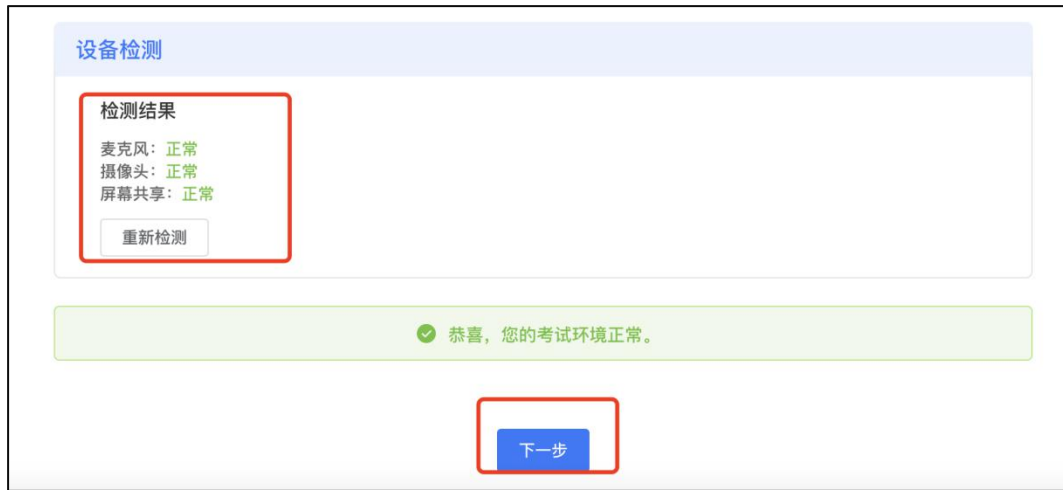 设备检测
检测结果
麦克风：正常
摄像头：正常
屏幕共享：正常
重新检测
恭喜，您的考试环境正常。
下一步